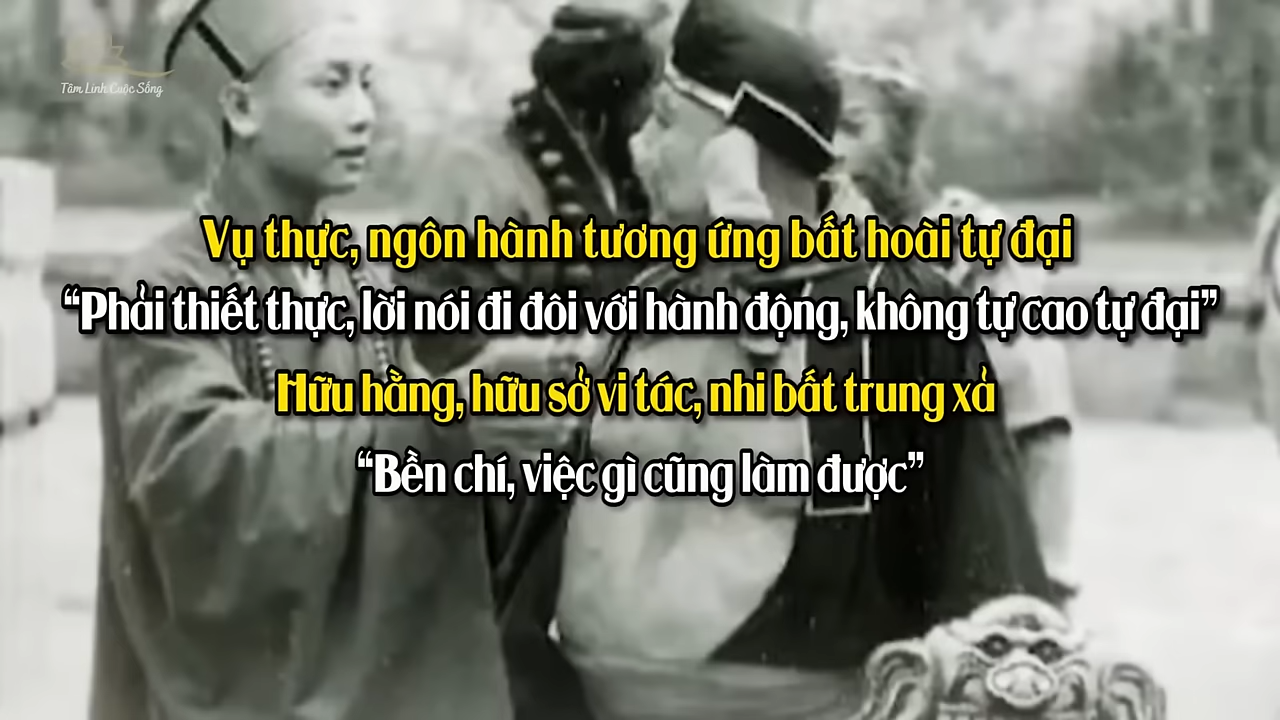 Tâm Linh Cuộc Sống
Vụ thực, ngôn hành tương ứng bất hoài tự đại
“Phải thiết thực, lời nói đi đôi với hành động, không tự cao tự đại”
Hữu hằng, hữu sở vi tác, nhi bất trung xả
“Bền chí, việc gì cũng làm được”